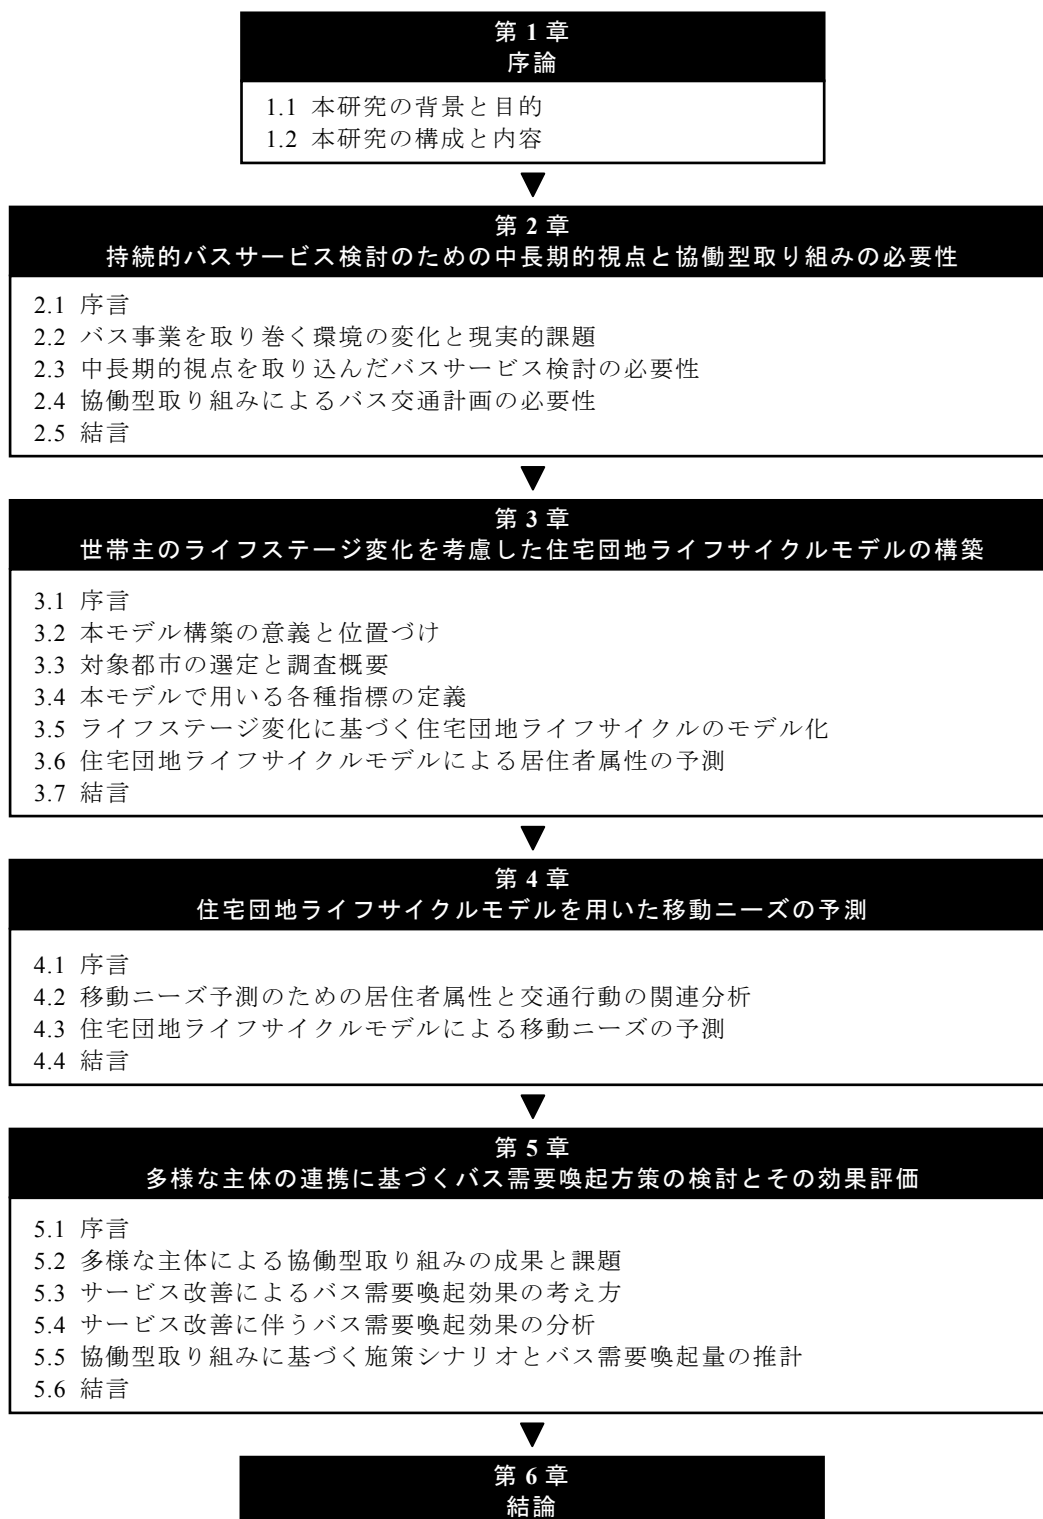 第 1 章
序論
1.1 本研究の背景と目的
1.2 本研究の構成と内容
第 2 章
持続的バスサービス検討のための中長期的視点と協働型取り組みの必要性
2.1 序言
2.2 バス事業を取り巻く環境の変化と現実的課題
2.3 中長期的視点を取り込んだバスサービス検討の必要性
2.4 協働型取り組みによるバス交通計画の必要性
2.5 結言
第 3 章
世帯主のライフステージ変化を考慮した住宅団地ライフサイクルモデルの構築
3.1 序言
3.2 本モデル構築の意義と位置づけ
3.3 対象都市の選定と調査概要
3.4 本モデルで用いる各種指標の定義
3.5 ライフステージ変化に基づく住宅団地ライフサイクルのモデル化
3.6 住宅団地ライフサイクルモデルによる居住者属性の予測
3.7 結言
第 4 章
住宅団地ライフサイクルモデルを用いた移動ニーズの予測
4.1 序言
4.2 移動ニーズ予測のための居住者属性と交通行動の関連分析
4.3 住宅団地ライフサイクルモデルによる移動ニーズの予測
4.4 結言
第 5 章
多様な主体の連携に基づくバス需要喚起方策の検討とその効果評価
5.1 序言
5.2 多様な主体による協働型取り組みの成果と課題
5.3 サービス改善によるバス需要喚起効果の考え方
5.4 サービス改善に伴うバス需要喚起効果の分析
5.5 協働型取り組みに基づく施策シナリオとバス需要喚起量の推計
5.6 結言
第 6 章
結論